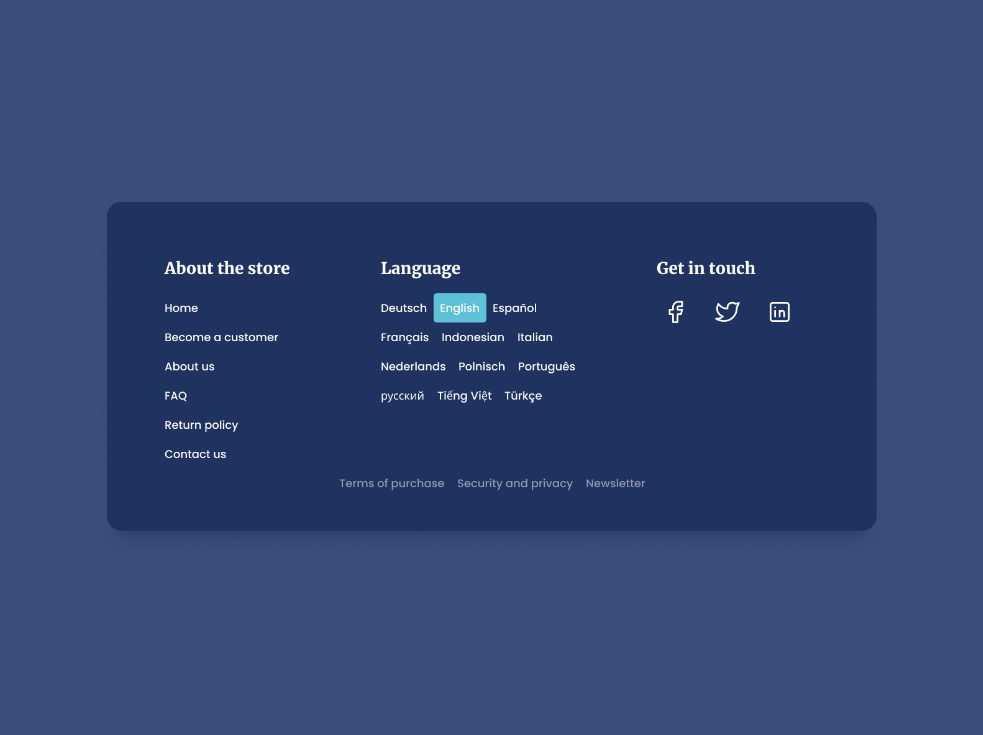 About the store
Home
Become a customer
About us
FAQ
Return policy
Contact us
Language
Deutsch English Español
Français Indonesian Italian
Nederlands Polnisch Português
русский Tiếng Việt Türkçe
Get in touch
Terms of purchase Security and privacy Newsletter